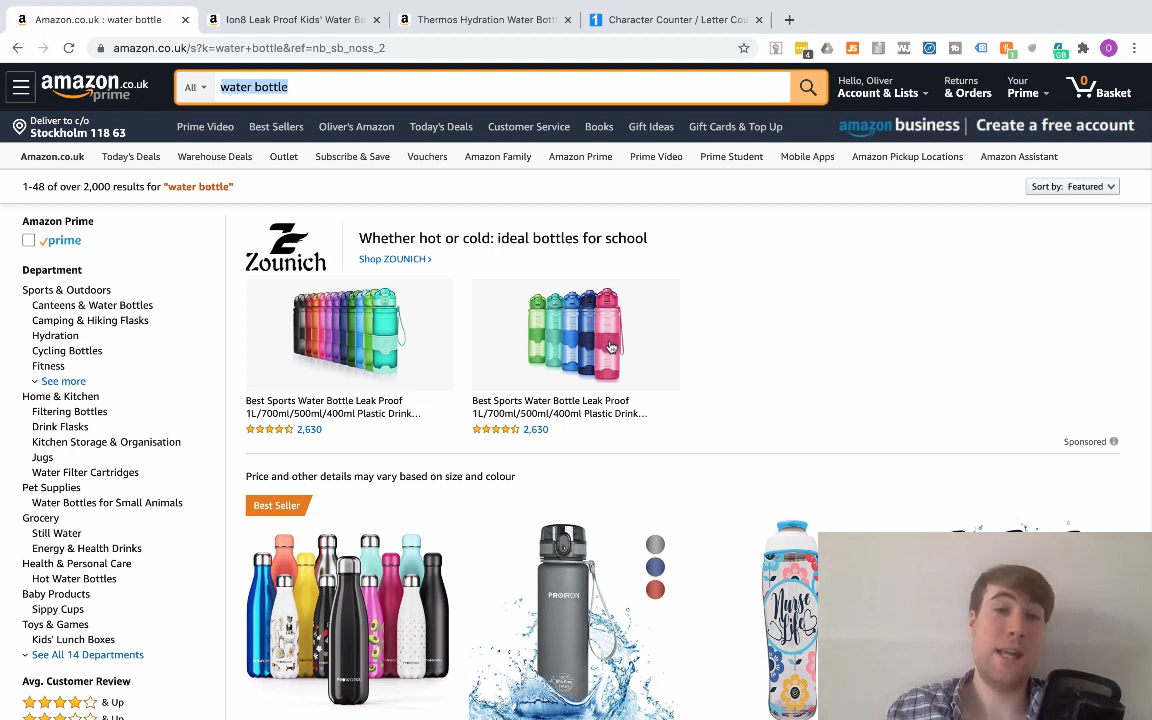 Amazon.co.uk : water bottle
Ion8 Leak Proof Kids' Water Bo
Thermos Hydration Water Bottl
Character Counter / Letter Cou
amazon.co.uk/s?k=water+bottle&ref=nb_sb_noss_2
4
1
GB
O
amazon.co.uk
prime
All
water bottle
Hello, Oliver
Account & Lists
Returns
& Orders
Your
Prime
0
Basket
Deliver to c/o
Stockholm 118 63
Prime Video
Best Sellers
Oliver's Amazon
Today's Deals
Customer Service
Books
Gift Ideas
Gift Cards & Top Up
amazon business | Create a free account
Amazon.co.uk
Today's Deals
Warehouse Deals
Outlet
Subscribe & Save
Vouchers
Amazon Family
Amazon Prime
Prime Video
Prime Student
Mobile Apps
Amazon Pickup Locations
Amazon Assistant
1-48 of over 2,000 results for "water bottle"
Sort by: Featured
Amazon Prime
prime
Department
Sports & Outdoors
Canteens & Water Bottles
Camping & Hiking Flasks
Hydration
Cycling Bottles
Fitness
See more
Home & Kitchen
Filtering Bottles
Drink Flasks
Kitchen Storage & Organisation
Jugs
Water Filter Cartridges
Pet Supplies
Water Bottles for Small Animals
Grocery
Still Water
Energy & Health Drinks
Health & Personal Care
Hot Water Bottles
Baby Products
Sippy Cups
Toys & Games
Kids' Lunch Boxes
See All 14 Departments
Avg. Customer Review
& Up
& Up
Zounich
Whether hot or cold: ideal bottles for school
Shop ZOUNICH ›
Best Sports Water Bottle Leak Proof
1L/700ml/500ml/400ml Plastic Drink…
2,630
Best Sports Water Bottle Leak Proof
1L/700ml/500ml/400ml Plastic Drink…
2,630
Sponsored
Price and other details may vary based on size and colour
Best Seller
PROWORKS
PROIRON
Nurse
Life